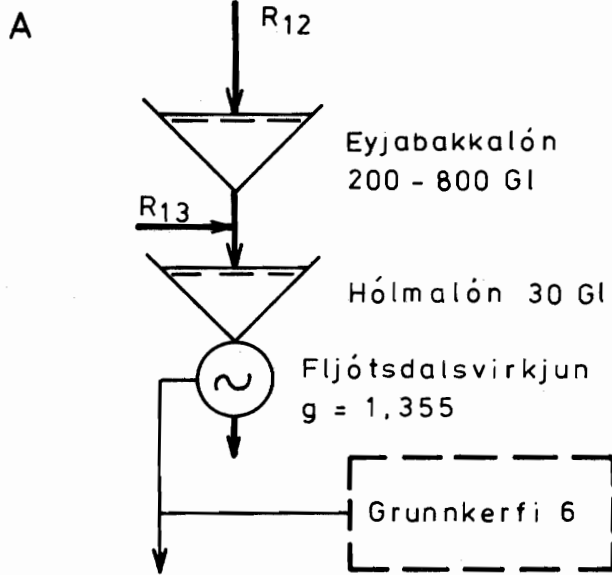 A
R12
Eyjabakkalón
200 - 800 Gl
R13
Hólmalón 30 Gl
Fljótsdalsvirkjun
g = 1,355
Grunnkerfi 6